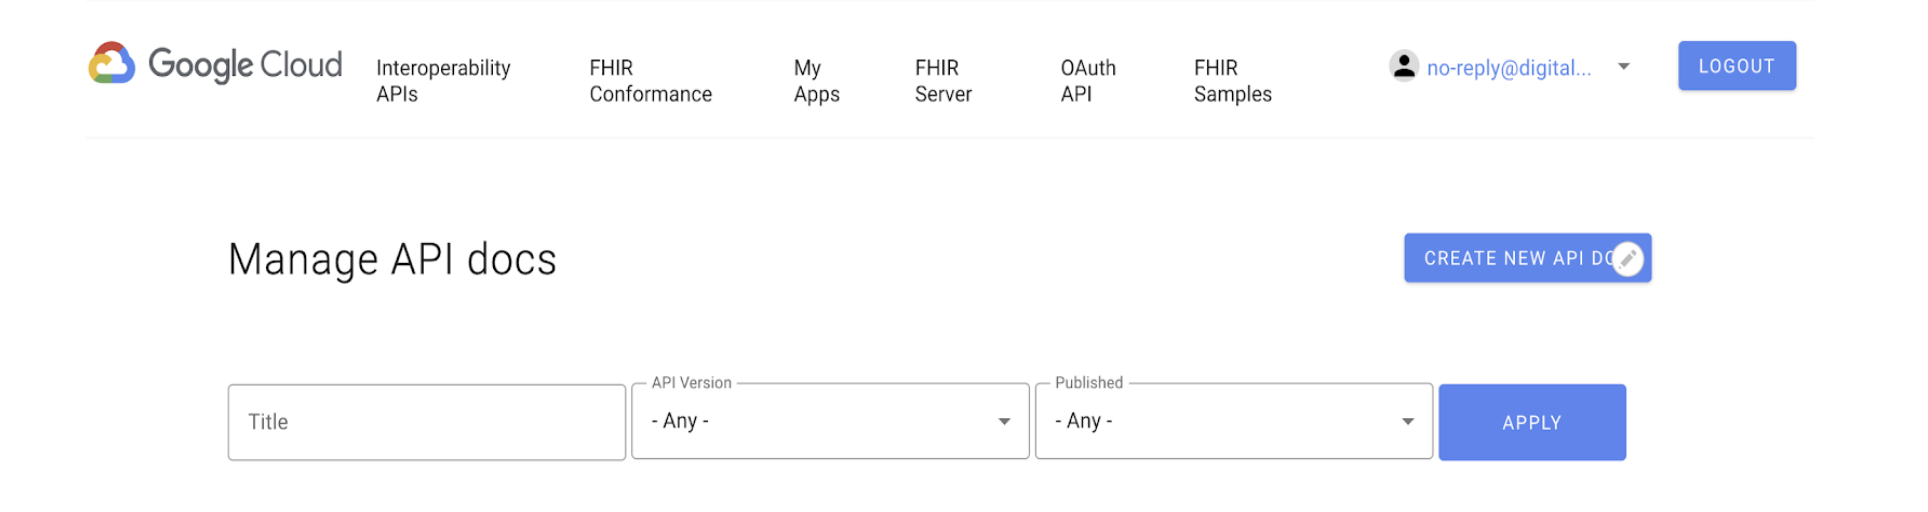 Google Cloud
Interoperability
APIs
FHIR
Conformance
My
Apps
FHIR
Server
OAuth
API
FHIR
Samples
no-reply@digital...
LOGOUT
Manage API docs
CREATE NEW API
Title
API Version
- Any -
Published
- Any -
APPLY